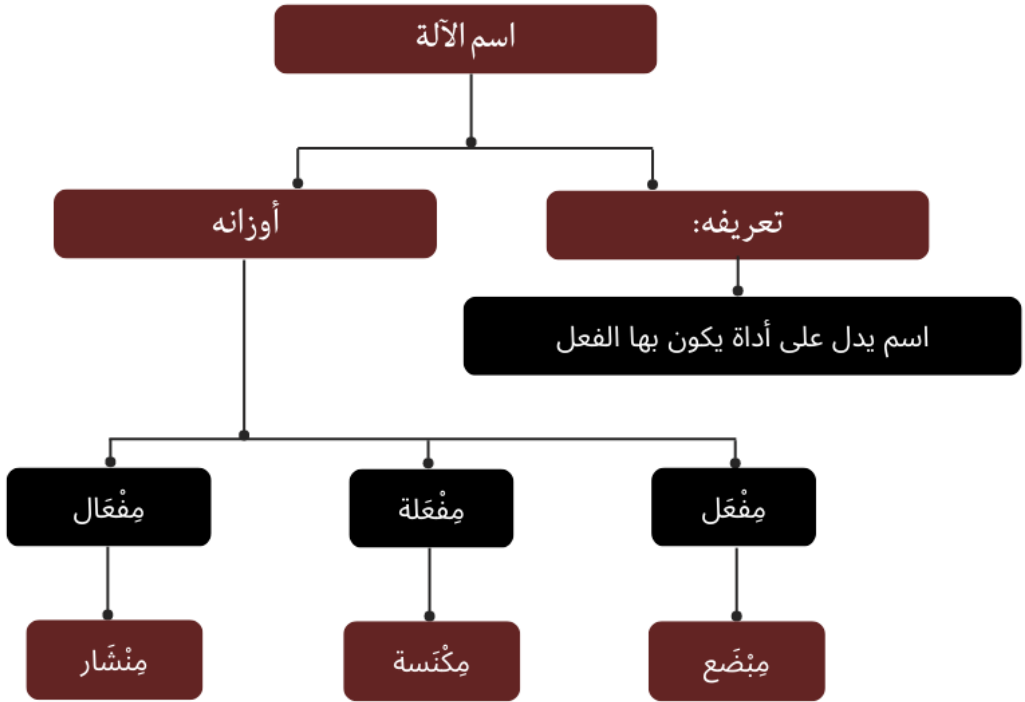 اسم الآلة
تعريفه:
أوزانه
اسم يدل على أداة يكون بها الفعل
مِفْعَل
مِفْعَلة
مِفْعَال
مِبْضَع
مِكْنَسة
مِنْشَار